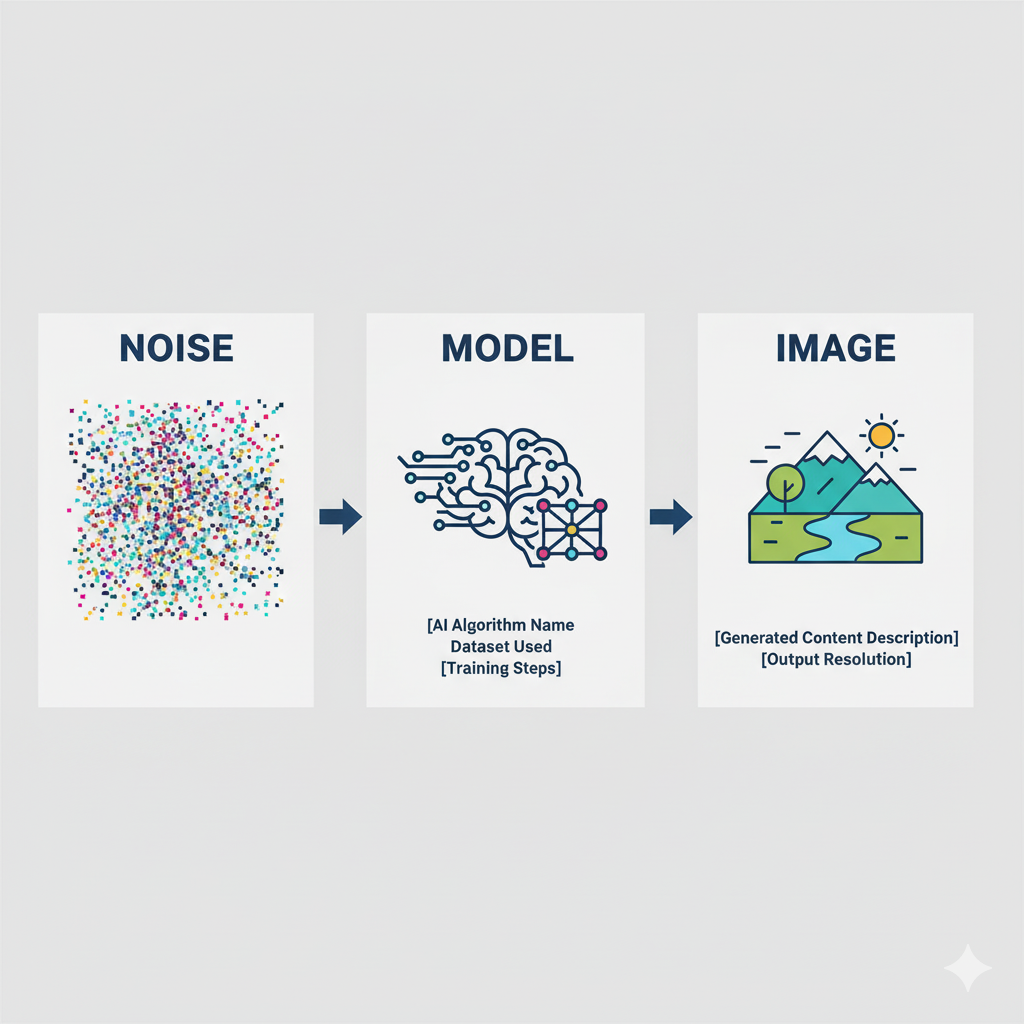 NOISE
MODEL
[AI Algorithm Name
Dataset Used
[Training Steps]
IMAGE
[Generated Content Description]
[Output Resolution]